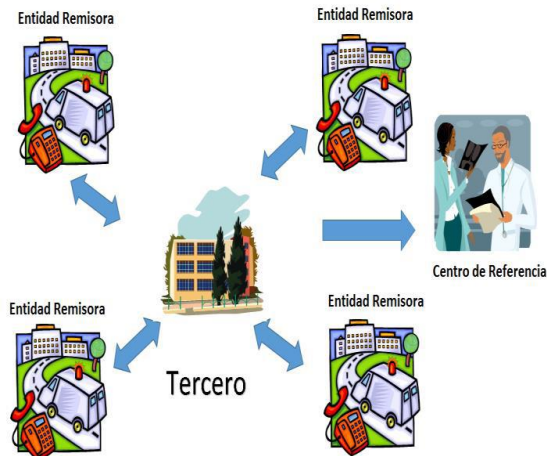 Entidad Remisora
Entidad Remisora
Centro de Referencia
Entidad Remisora
Entidad Remisora
Tercero